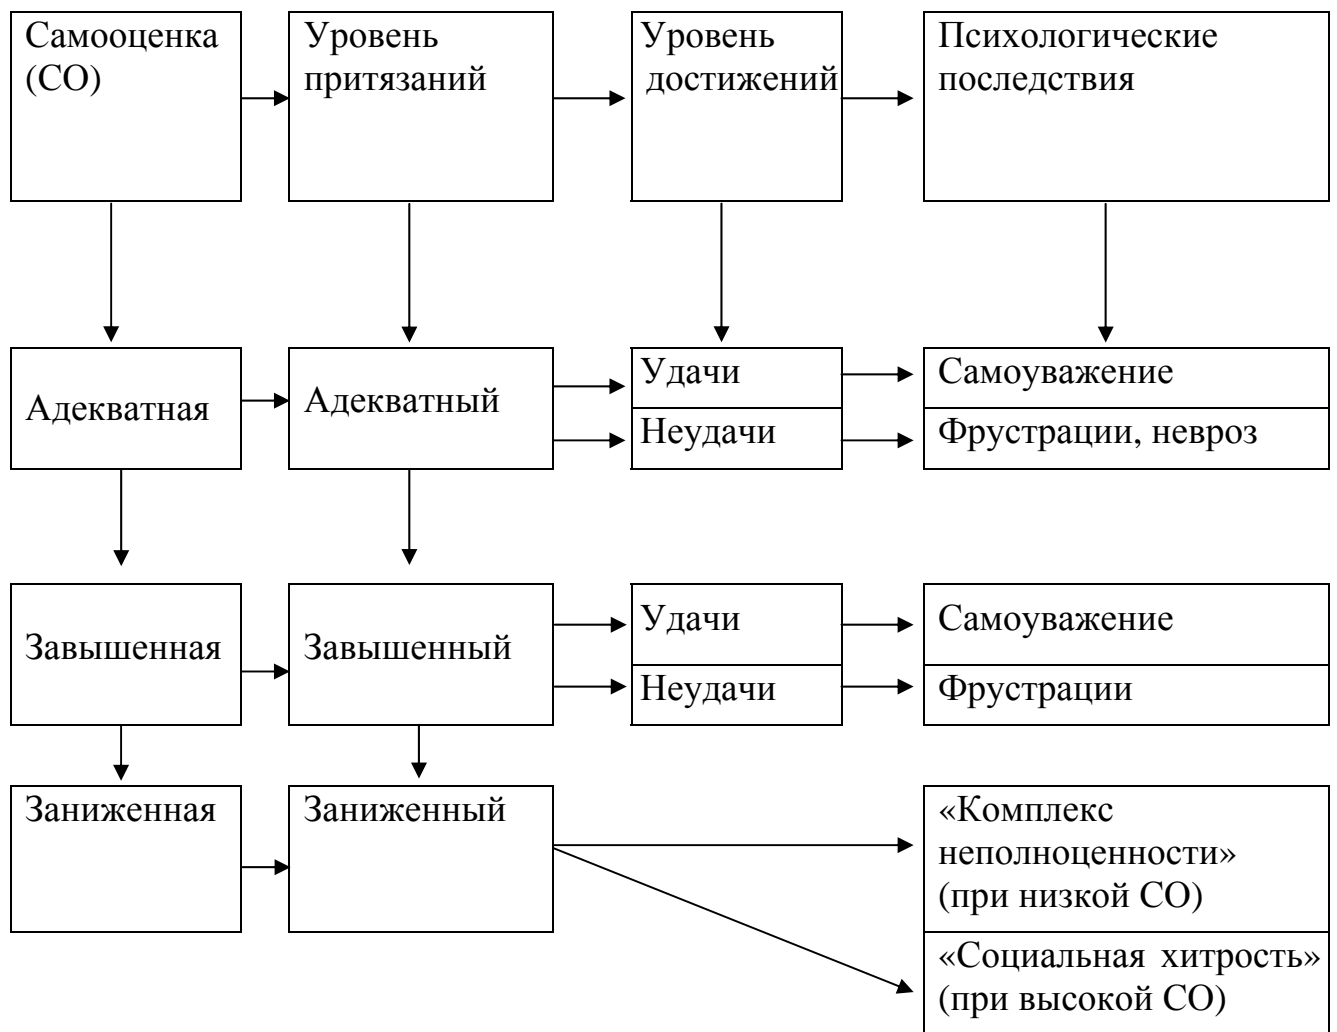 Самооценка
(СО)
Уровень
притязаний
Уровень
достижений
Психологические
последствия
Адекватная
Адекватный
Удачи
Самоуважение
Неудачи
Фрустрации, невроз
Завышенная
Завышенный
Удачи
Самоуважение
Неудачи
Фрустрации
Заниженная
Заниженный
«Комплекс
неполноценности»
(при низкой СО)
«Социальная хитрость»
(при высокой СО)